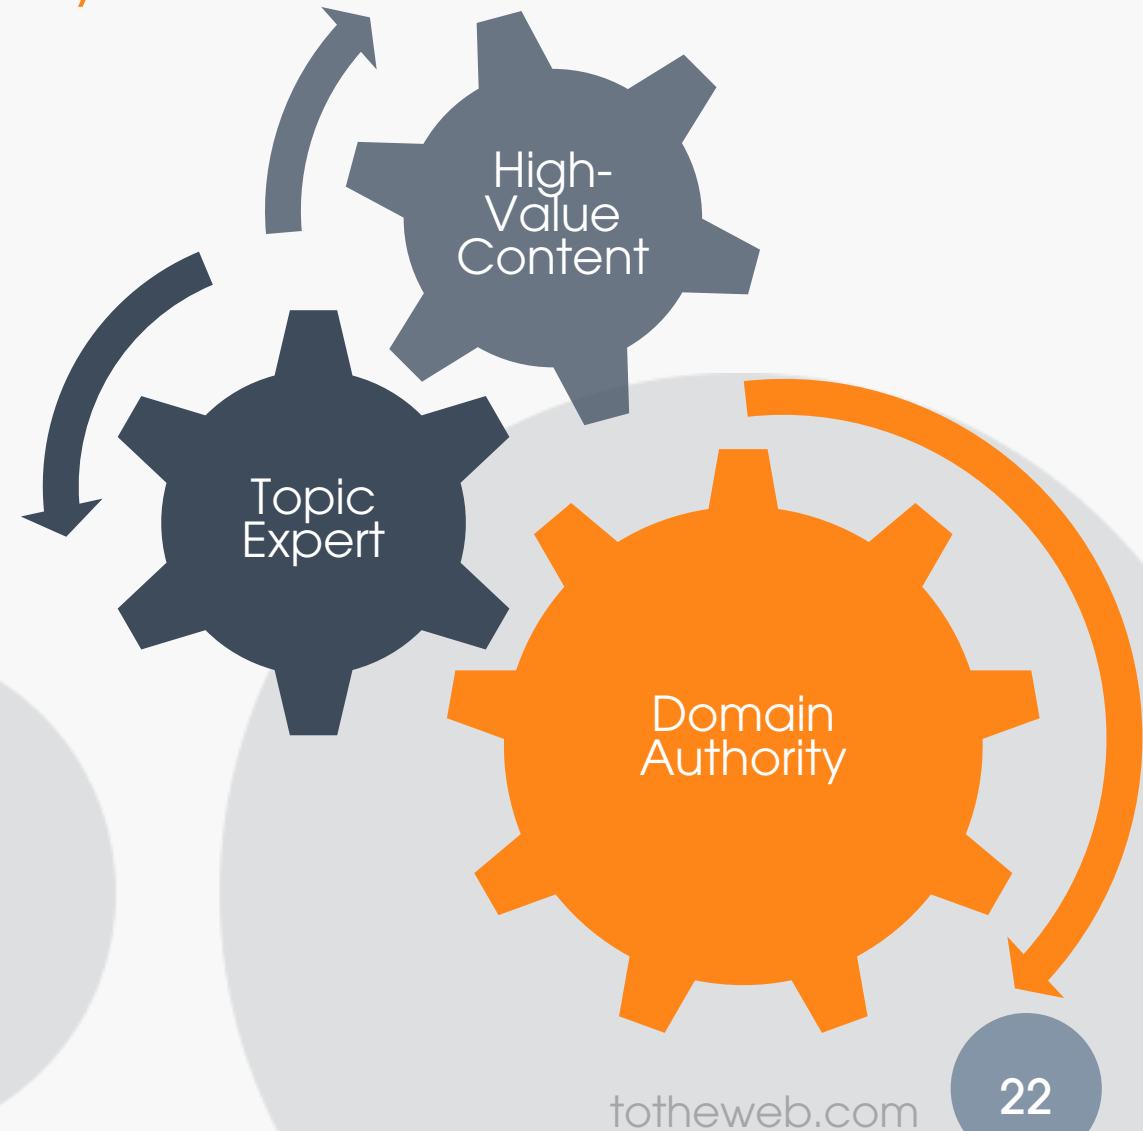 High-
Value
Content
Topic
Expert
Domain
Authority
totheweb.com
22